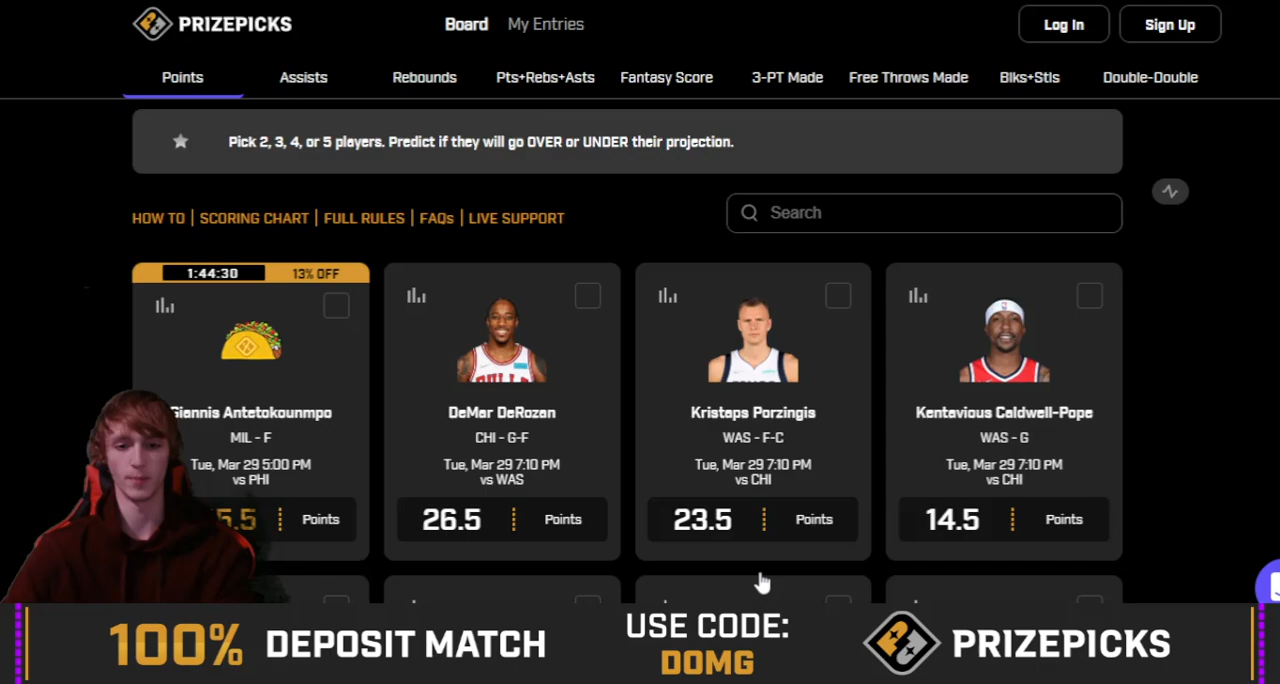 PRIZEPICKS
Board
My Entries
Log In
Sign Up
Points
Assists
Rebounds
Pts+Rebs+Asts
Fantasy Score
3-PT Made
Free Throws Made
Blks+Stls
Double-Double
Pick 2, 3, 4, or 5 players. Predict if they will go OVER or UNDER their projection.
HOW TO | SCORING CHART | FULL RULES | FAQs | LIVE SUPPORT
Search
1:44:30
13% OFF
Giannis Antetokounmpo
MIL - F
Tue, Mar 29 5:00 PM
vs PHI
5.5
Points
BULLS
DeMar DeRozan
CHI - G-F
Tue, Mar 29 7:10 PM
vs WAS
26.5
Points
Kristaps Porzingis
WAS - F-C
Tue, Mar 29 7:10 PM
vs CHI
23.5
Points
Kentavious Caldwell-Pope
WAS - G
Tue, Mar 29 7:10 PM
vs CHI
14.5
Points
100% DEPOSIT MATCH
USE CODE:
DOMG
PRIZEPICKS